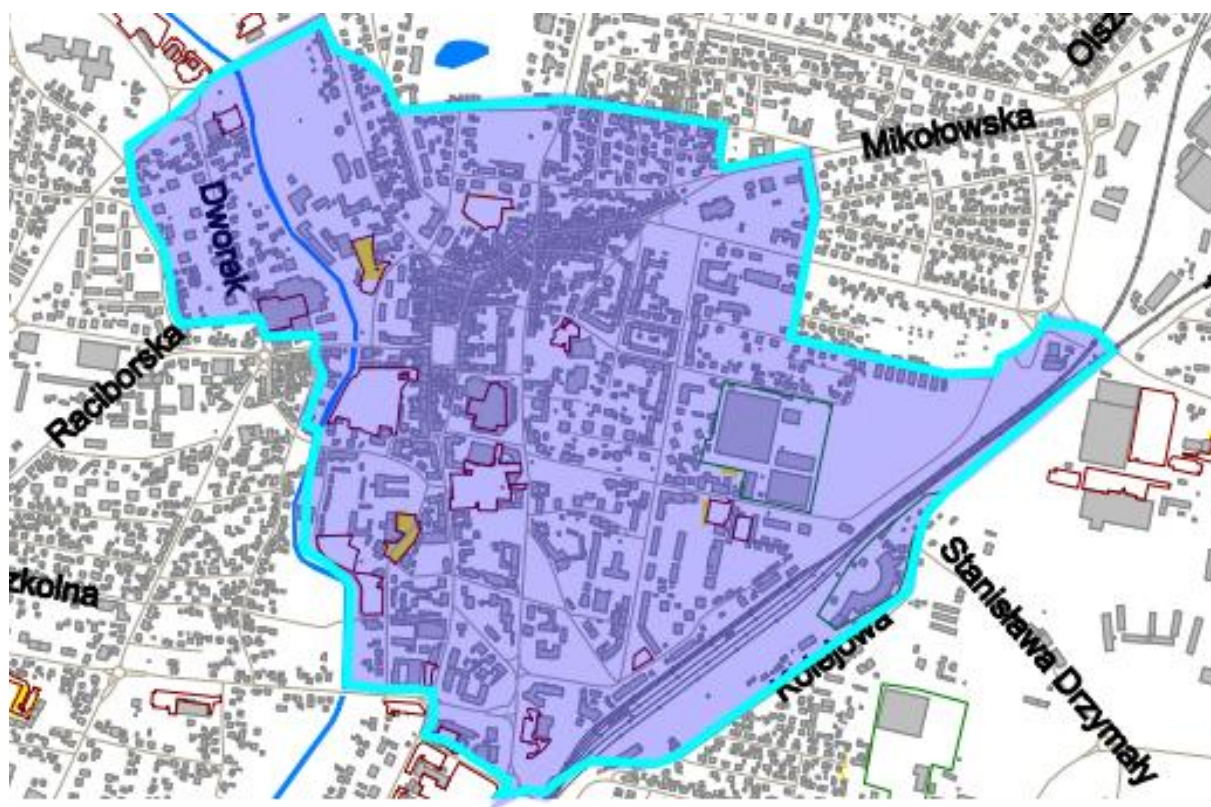 Olsz
Mikołowska
Dworek
Raciborska
zkolna
Stanisława Drzymały
Kolejowa